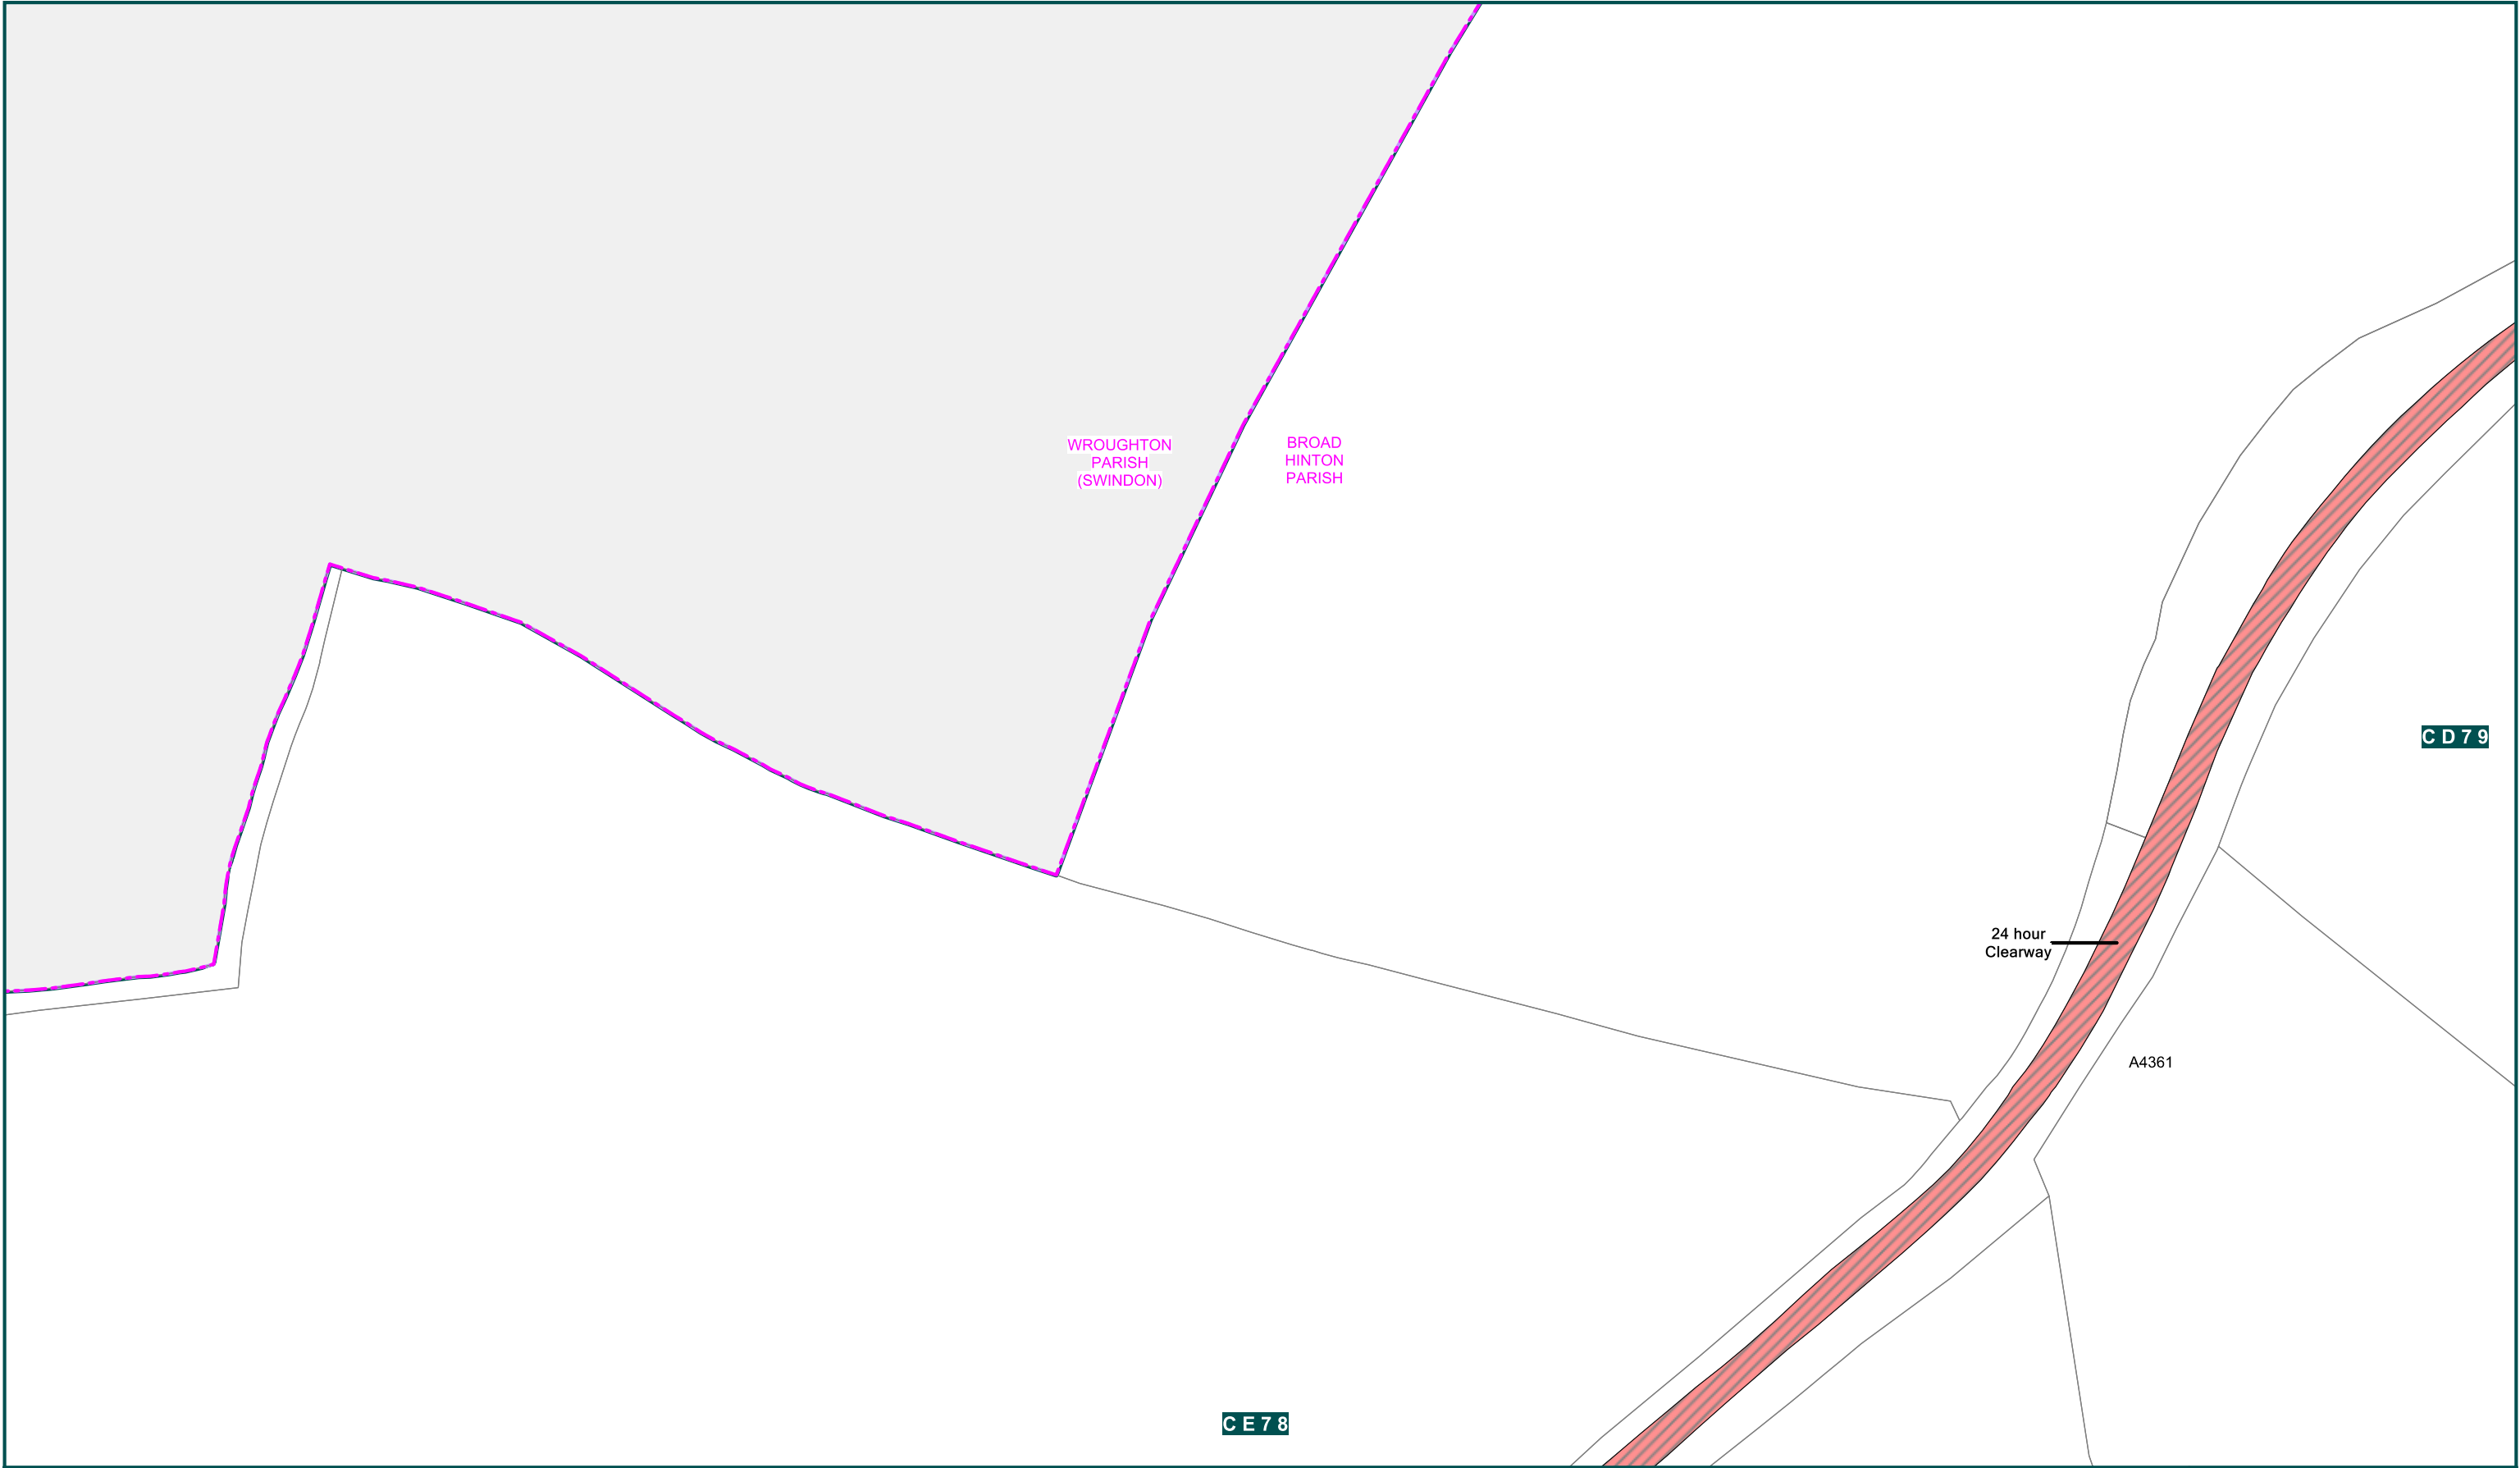 WROUGHTON
PARISH
(SWINDON)
BROAD
HINTON
PARISH
CD79
24 hour
Clearway
A4361
CE78